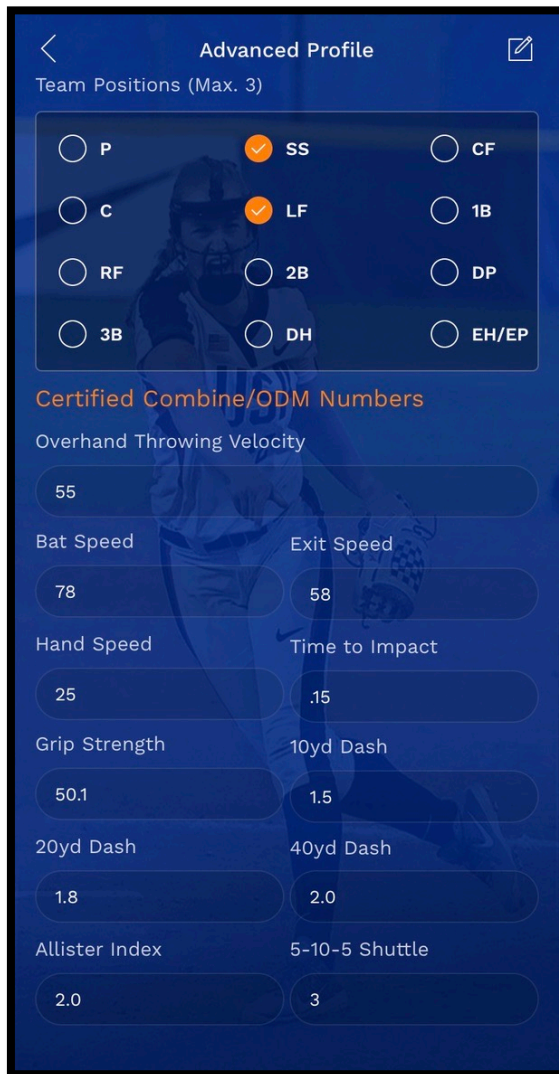 Advanced Profile
Team Positions (Max. 3)
P SS CF
C LF 1B
RF 2B DP
3B DH EH/EP
Certified Combine/ODM Numbers
Overhand Throwing Velocity
55
Bat Speed Exit Speed
78 58
Hand Speed Time to Impact
25 .15
Grip Strength 10yd Dash
50.1 1.5
20yd Dash 40yd Dash
1.8 2.0
Allister Index 5-10-5 Shuttle
2.0 3